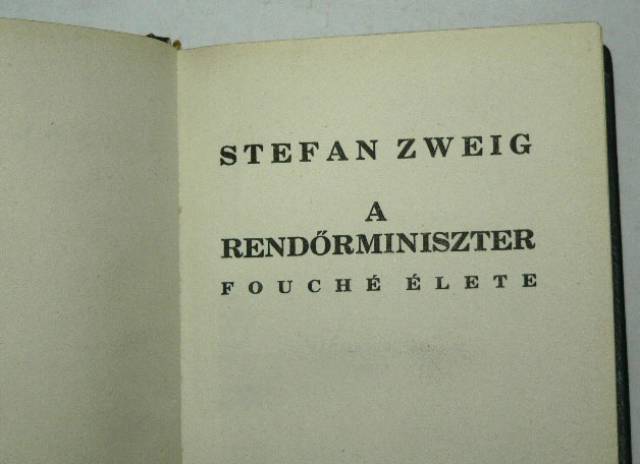 STEFAN ZWEIG
A
RENDŐRMINISZTER
FOUCHÉ ÉLETE